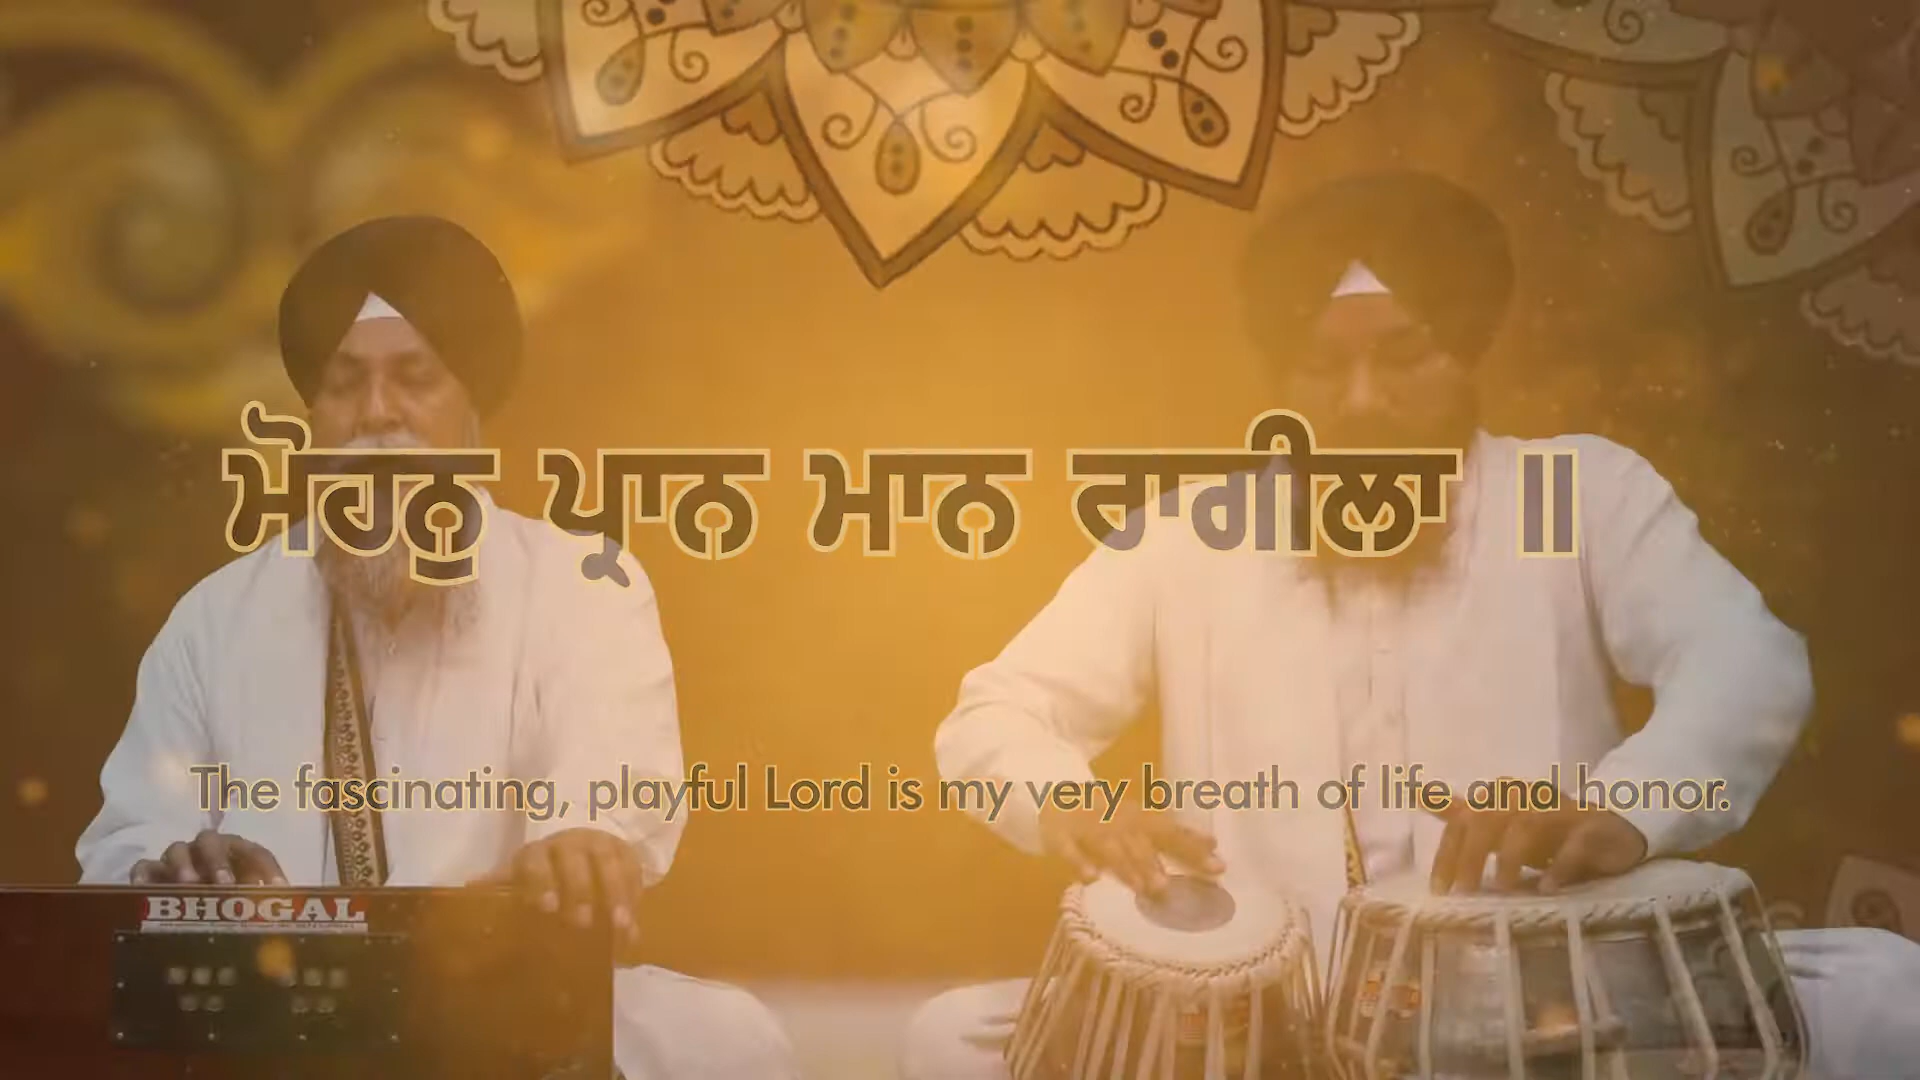 ਮੋਹਨੁ ਪ੍ਰਾਨ ਮਾਨ ਰਾਗੀਲਾ ॥
The fascinating, playful Lord is my very breath of life and honor.
BHOGAL